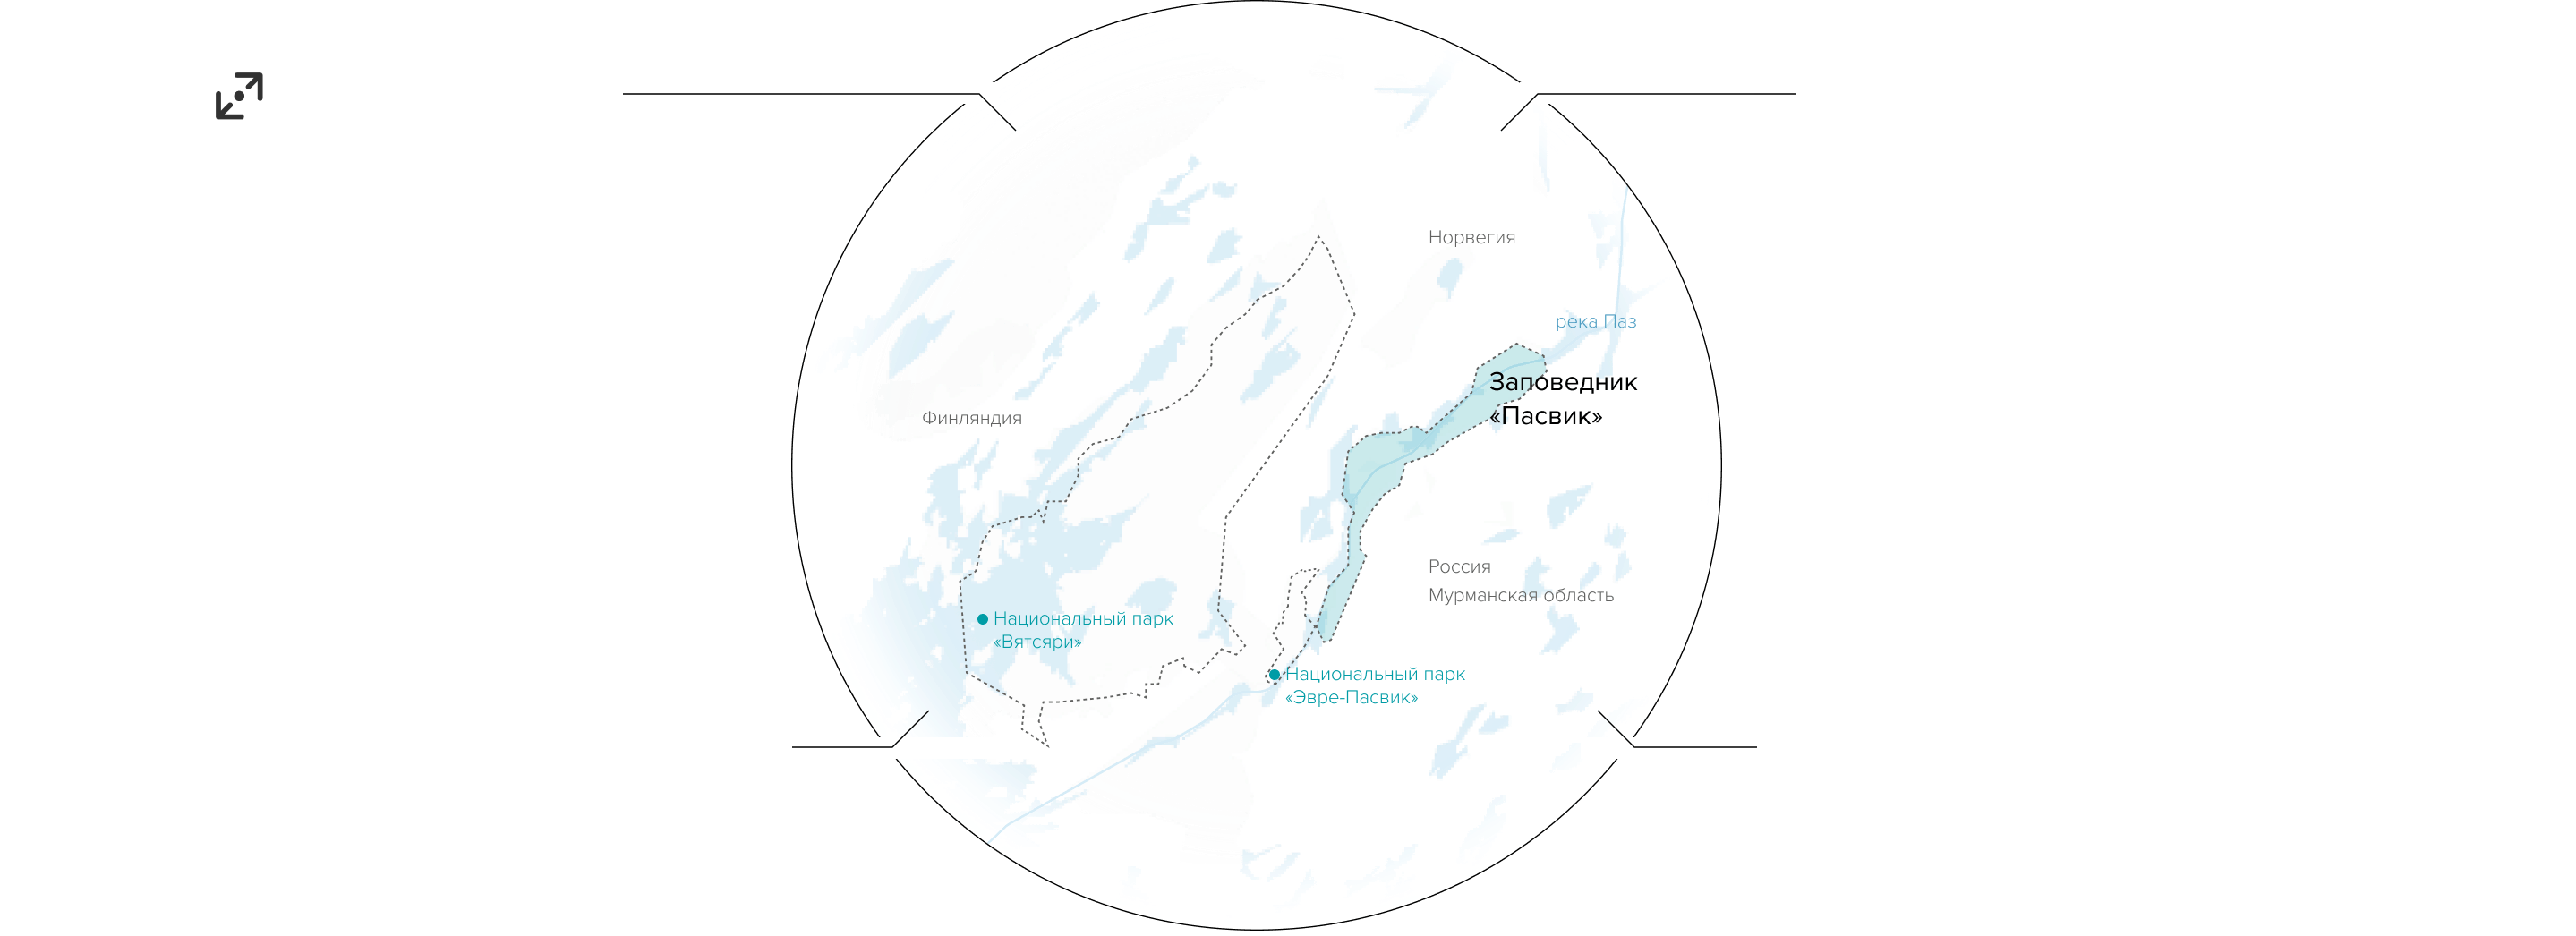 Норвегия
река Паз
Заповедник
«Пасвик»
Финляндия
Россия
Мурманская область
Национальный парк
«Вятсяри»
Национальный парк
«Эвре-Пасвик»